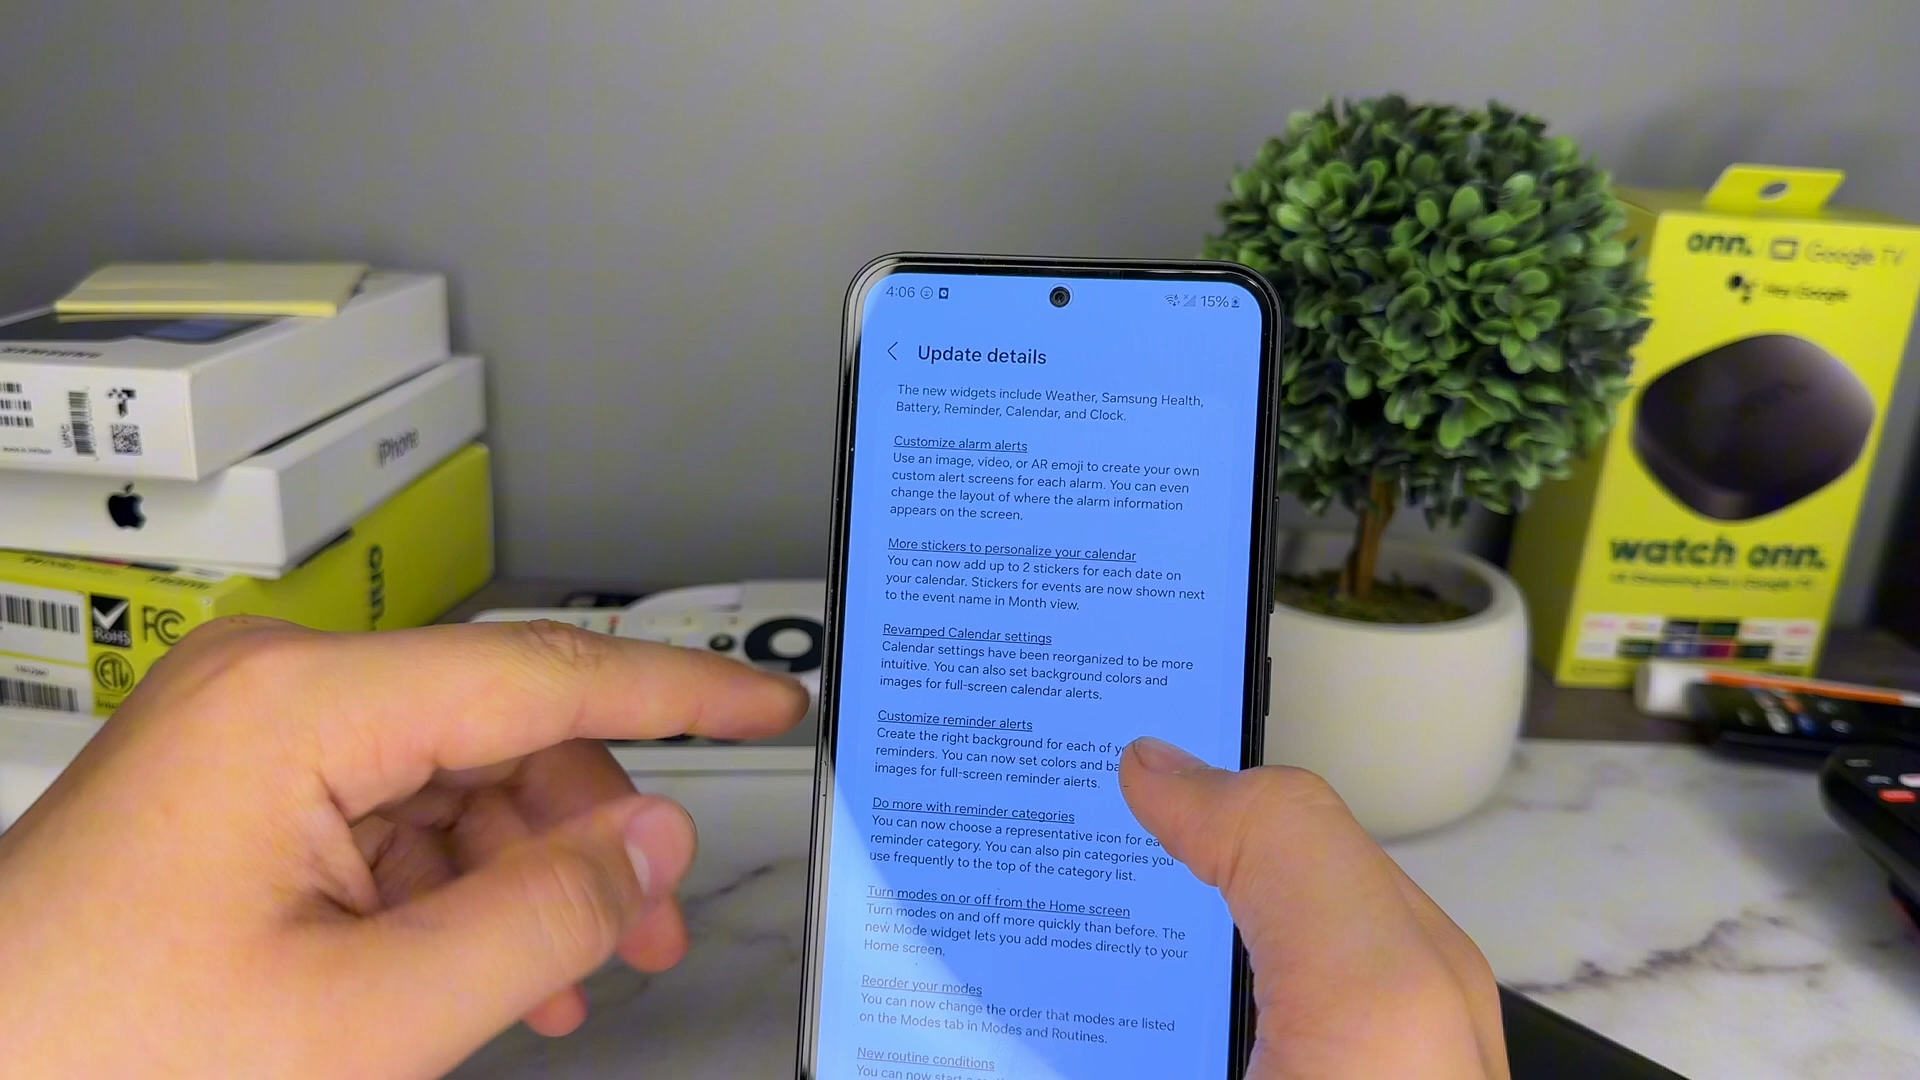 4:06
15%
Update details
The new widgets include Weather, Samsung Health,
Battery, Reminder, Calendar, and Clock.
Customize alarm alerts
Use an image, video, or AR emoji to create your own
custom alert screens for each alarm. You can even
change the layout of where the alarm information
appears on the screen.
More stickers to personalize your calendar
You can now add up to 2 stickers for each date on
your calendar. Stickers for events are now shown next
to the event name in Month view.
Revamped Calendar settings
Calendar settings have been reorganized to be more
intuitive. You can also set background colors and
images for full-screen calendar alerts.
Customize reminder alerts
Create the right background for each of
reminders. You can now set colors and
images for full-screen reminder alerts.
Do more with reminder categories
You can now choose a representative icon for
reminder category. You can also pin categories you
use frequently to the top of the category list.
Turn modes on or off from the Home screen
Turn modes on and off more quickly than before. The
new Mode widget lets you add modes directly to your
Home screen.
Reorder your modes
You can now change the order that modes are listed
on the Modes tab in Modes and Routines.
New routine conditions
You can now start a
SAMSUNG
UPC
iPhone
onn.
RoHS
FC
ETL
onn. Google TV
Hey Google
watch onn.